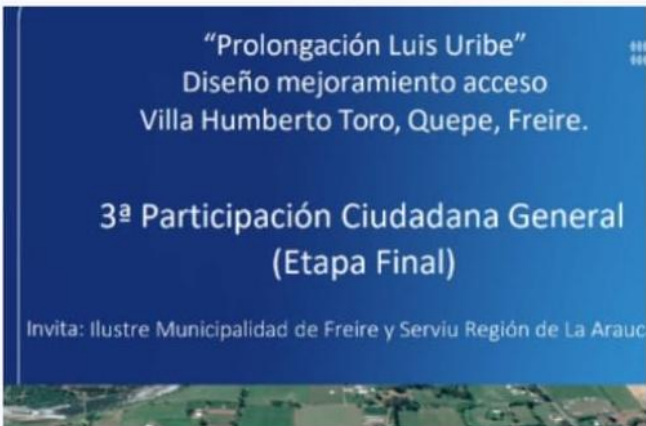 “Prolongación Luis Uribe”
Diseño mejoramiento acceso
Villa Humberto Toro, Quepe, Freire.
3ª Participación Ciudadana General
(Etapa Final)
Invita: Ilustre Municipalidad de Freire y Serviu Región de La Arauc